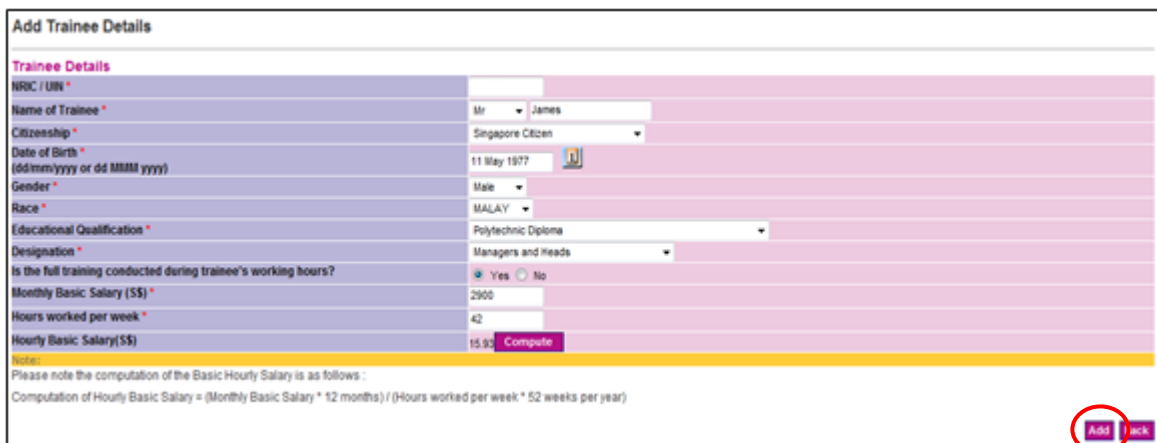 Add Trainee Details
Trainee Details
NRIC / UIN *
Name of Trainee * Mr James
Citizenship * Singapore Citizen
Date of Birth * 11 May 1977
(dd/mm/yyyy or dd MMM yyyy)
Gender * Male
Race * MALAY
Educational Qualification * Polytechnic Diploma
Designation * Managers and Heads
Is the full training conducted during trainee's working hours? Yes No
Monthly Basic Salary (S$) * 2900
Hours worked per week * 42
Hourly Basic Salary(S$) 15.93 Compute
Note:
Please note the computation of the Basic Hourly Salary is as follows :
Computation of Hourly Basic Salary = (Monthly Basic Salary * 12 months) / (Hours worked per week * 52 weeks per year)
Add Back